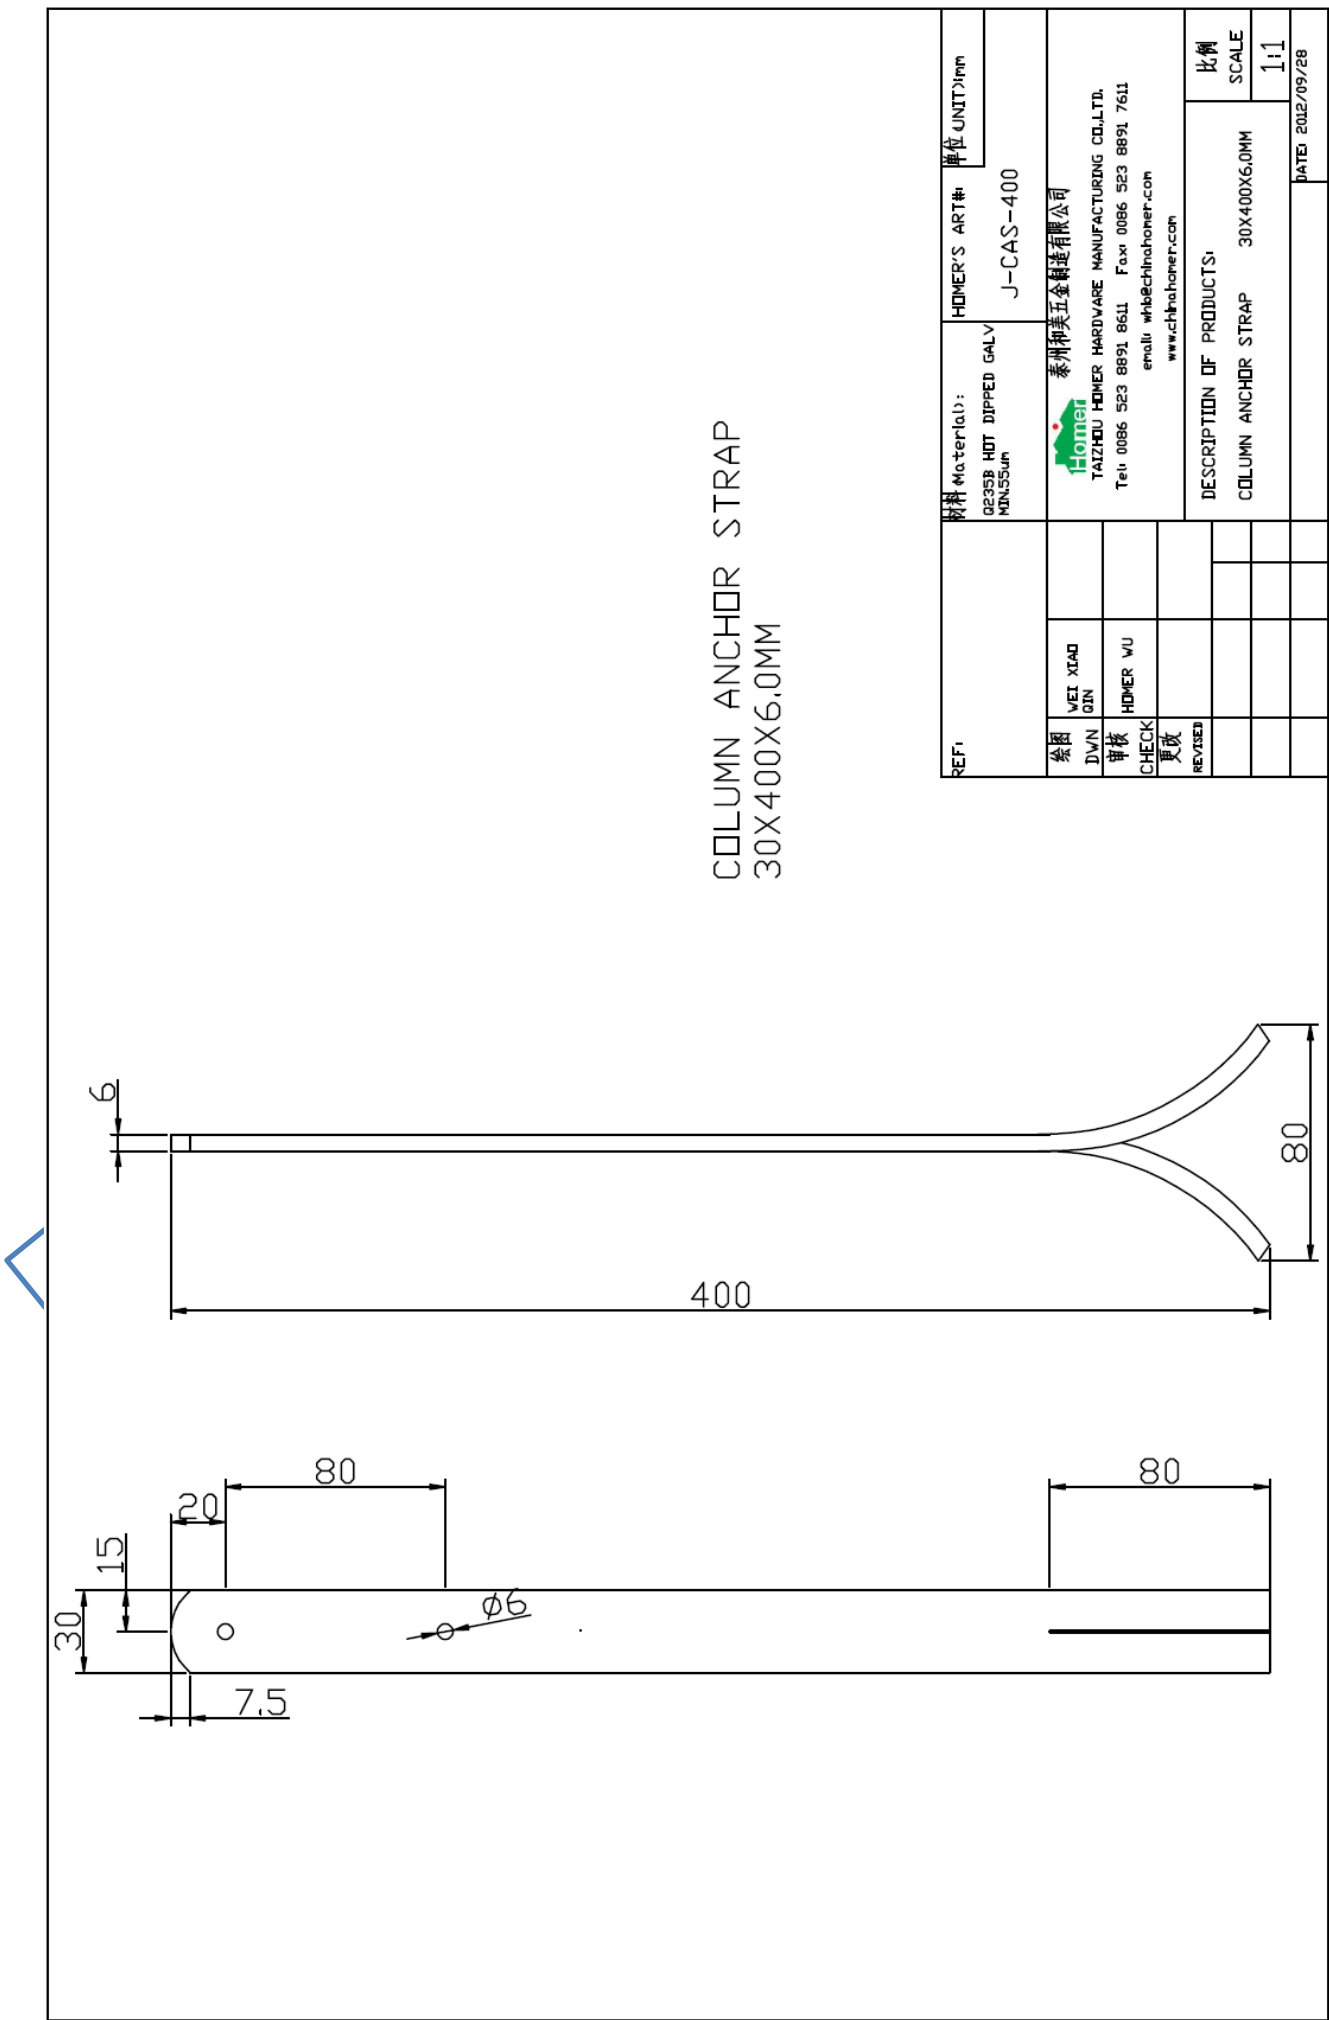 6
400
80
80
20
15
30
7.5
Ø6
80
COLUMN ANCHOR STRAP
30X400X6.0MM
REF:
材料(Material):
Q235B HOT DIPPED GALV
MIN.55um
HOMER'S ART#:
J-CAS-400
单位(UNIT):mm
绘图
DWN
WEI XIAO
QIN
审核
CHECK
HOMER WU
更改
REVISED
Homer
泰州和美五金制造有限公司
TAIZHOU HOMER HARDWARE MANUFACTURING CO.,LTD.
Tel: 0086 523 8891 8611 Fax: 0086 523 8891 7611
email: whb@chinahomer.com
www.chinahomer.com
DESCRIPTION OF PRODUCTS:
COLUMN ANCHOR STRAP 30X400X6.0MM
比例
SCALE
1:1
DATE: 2012/09/28